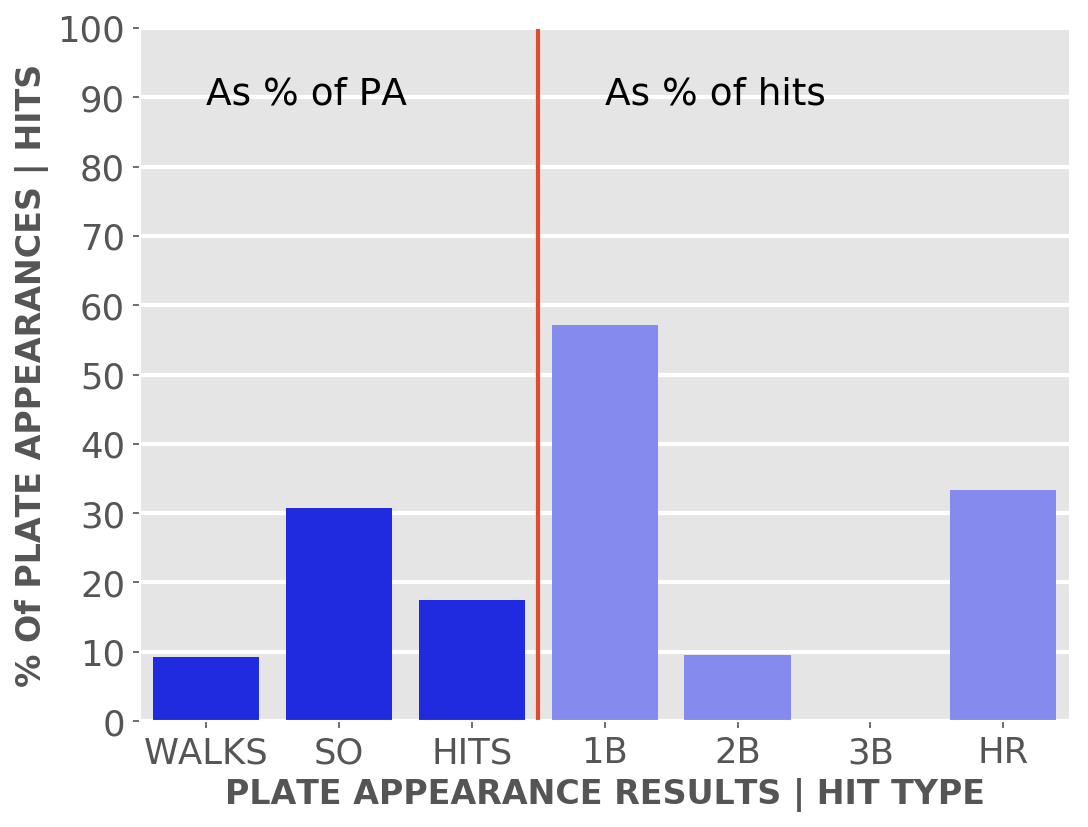 100
90
80
70
60
50
40
30
20
10
0
% Of PLATE APPEARANCES | HITS
As % of PA
As % of hits
WALKS SO HITS 1B 2B 3B HR
PLATE APPEARANCE RESULTS | HIT TYPE